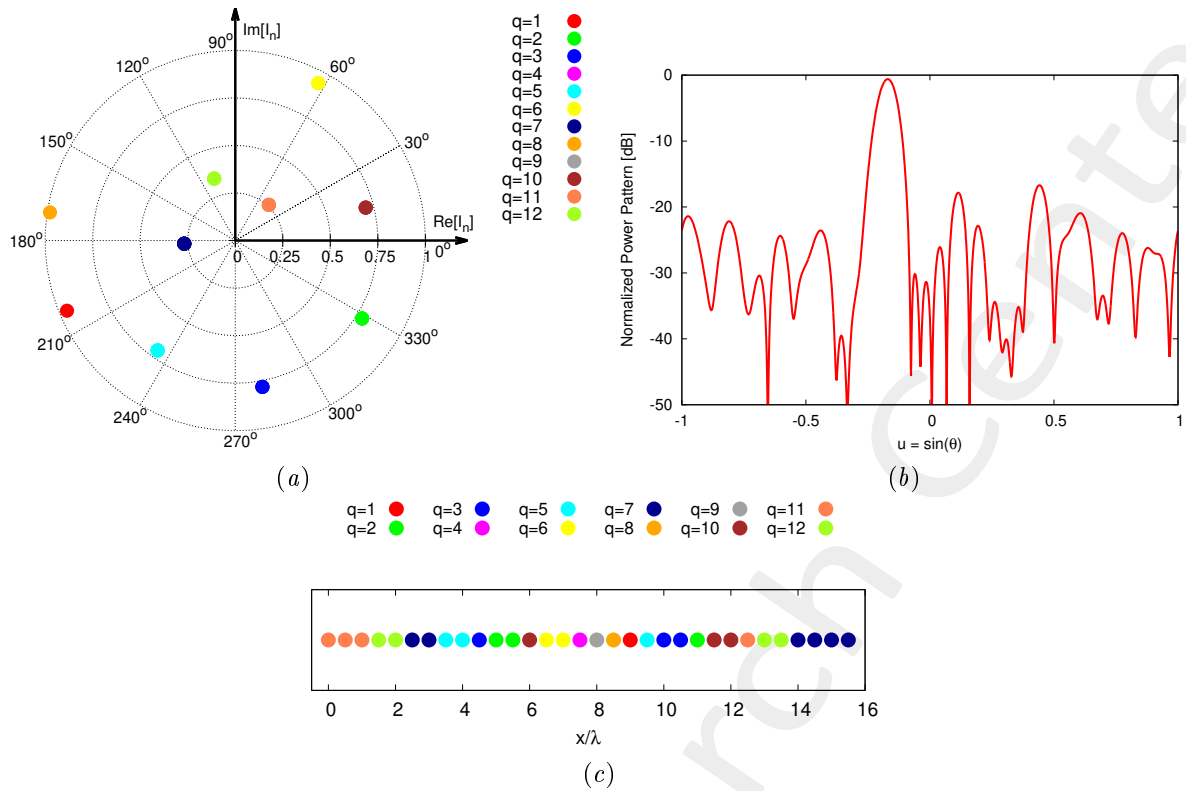 Im[I_n]
90°
120°
60°
150°
30°
180°
Re[I_n]
0 0.25 0.5 0.75 1 0°
210°
330°
240°
300°
270°
q=1
q=2
q=3
q=4
q=5
q=6
q=7
q=8
q=9
q=10
q=11
q=12
(a)
Normalized Power Pattern [dB]
0
-10
-20
-30
-40
-50
-1 -0.5 0 0.5 1
u = sin(θ)
(b)
q=1 q=3 q=5 q=7 q=9 q=11
q=2 q=4 q=6 q=8 q=10 q=12
0 2 4 6 8 10 12 14 16
x/λ
(c)
rch Cente